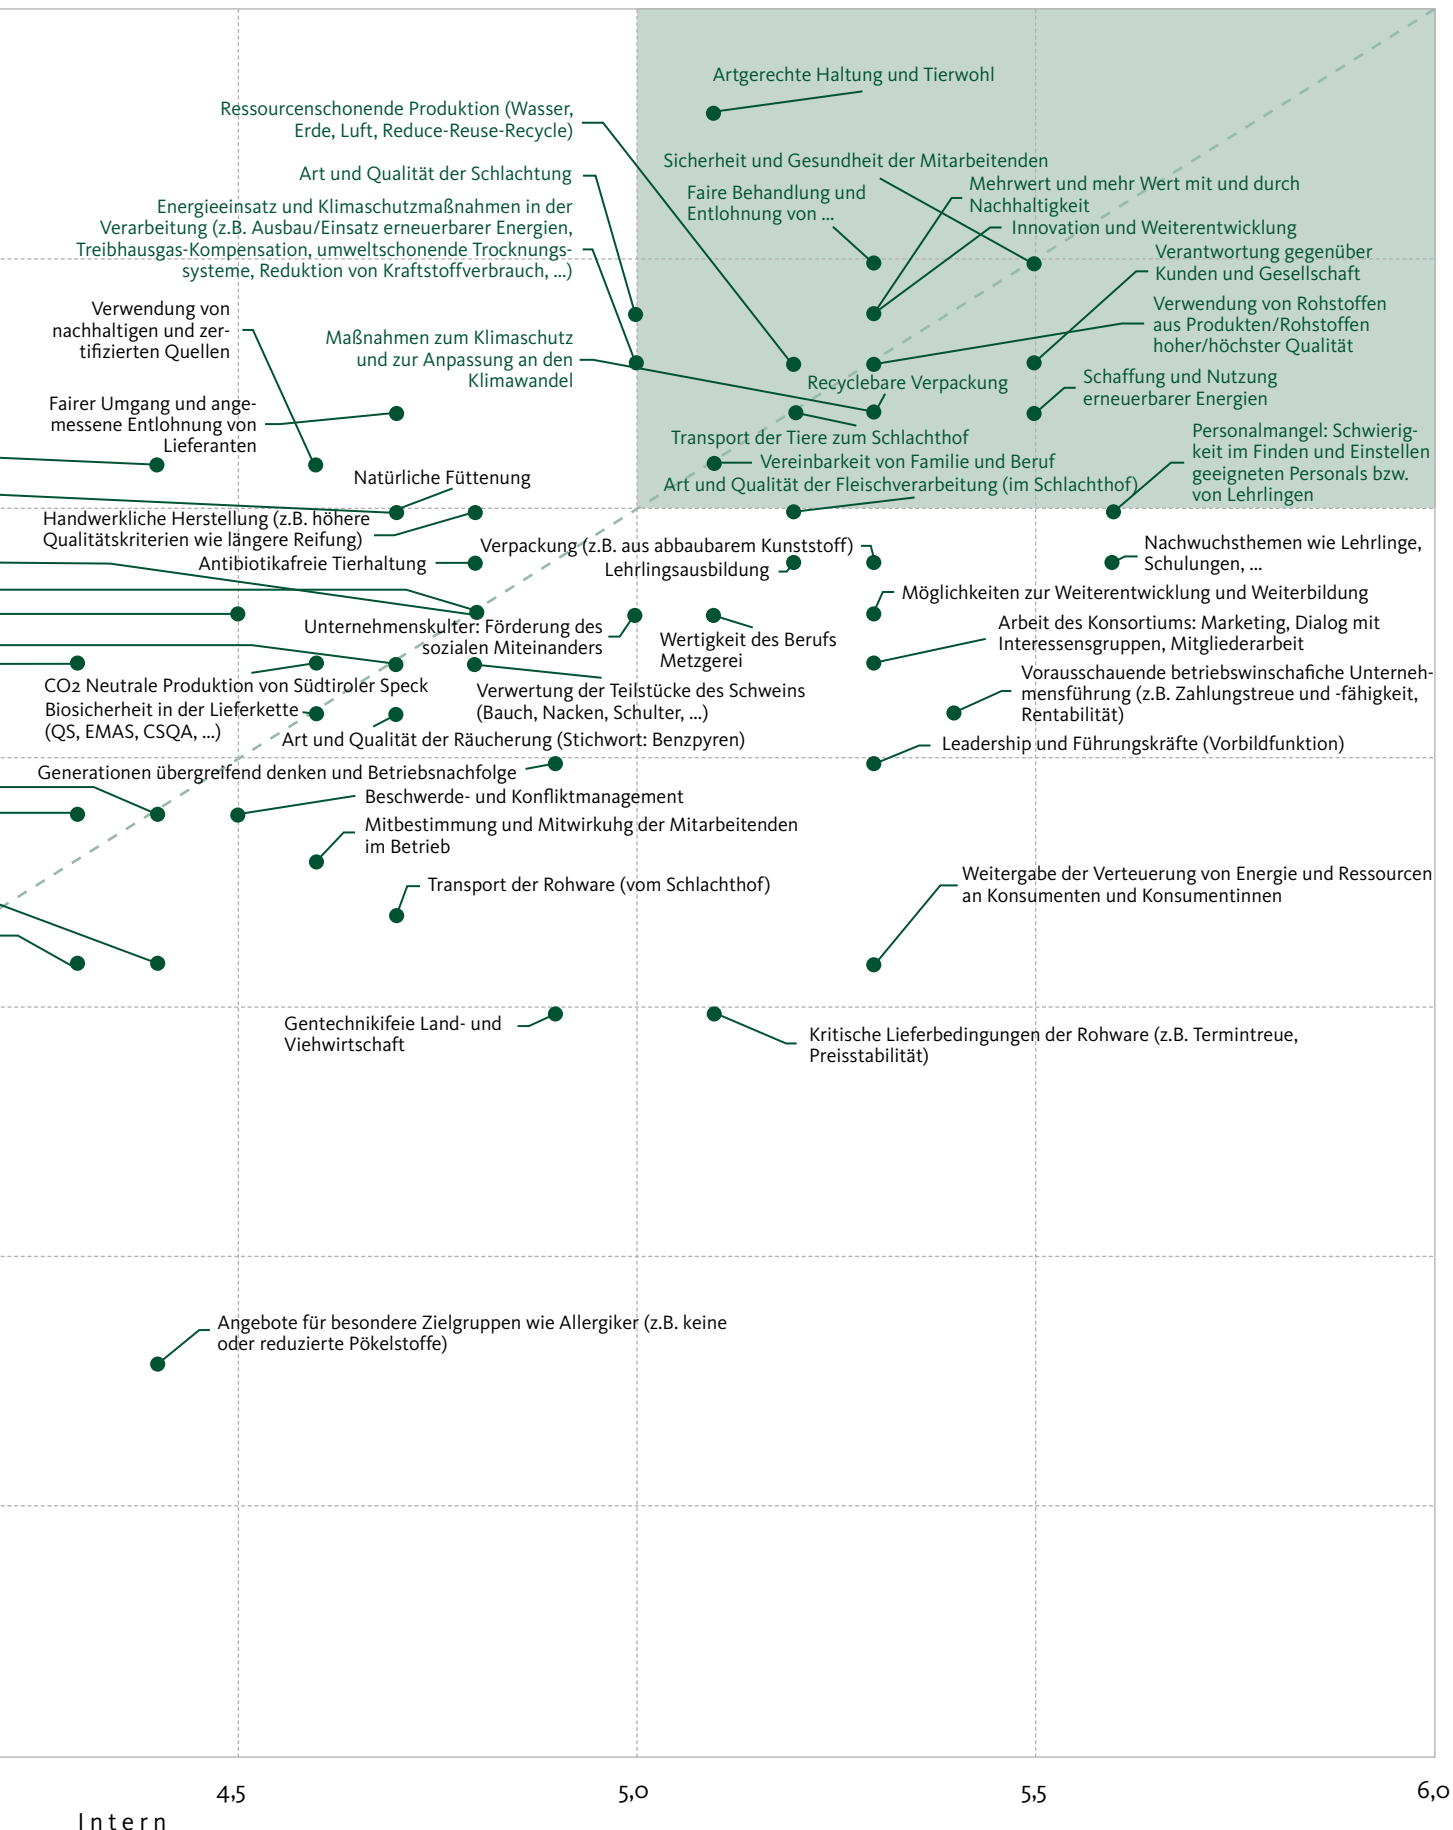 Artgerechte Haltung und Tierwohl
Ressourcenschonende Produktion (Wasser,
Erde, Luft, Reduce-Reuse-Recycle)
Sicherheit und Gesundheit der Mitarbeitenden
Art und Qualität der Schlachtung
Mehrwert und mehr Wert mit und durch
Nachhaltigkeit
Faire Behandlung und
Entlohnung von ...
Energieeinsatz und Klimaschutzmaßnahmen in der
Verarbeitung (z.B. Ausbau/Einsatz erneuerbarer Energien,
Treibhausgas-Kompensation, umweltschonende Trocknungs-
systeme, Reduktion von Kraftstoffverbrauch, ...)
Innovation und Weiterentwicklung
Verantwortung gegenüber
Kunden und Gesellschaft
Verwendung von
nachhaltigen und zer-
tifizierten Quellen
Verwendung von Rohstoffen
aus Produkten/Rohstoffen
hoher/höchster Qualität
Maßnahmen zum Klimaschutz
und zur Anpassung an den
Klimawandel
Recyclebare Verpackung
Schaffung und Nutzung
erneuerbarer Energien
Fairer Umgang und ange-
messene Entlohnung von
Lieferanten
Transport der Tiere zum Schlachthof
Personalmangel: Schwierig-
keit im Finden und Einstellen
geeigneten Personals bzw.
von Lehrlingen
Vereinbarkeit von Familie und Beruf
Natürliche Füttenung
Art und Qualität der Fleischverarbeitung (im Schlachthof)
Handwerkliche Herstellung (z.B. höhere
Qualitätskriterien wie längere Reifung)
Verpackung (z.B. aus abbaubarem Kunststoff)
Nachwuchsthemen wie Lehrlinge,
Schulungen, ...
Antibiotikafreie Tierhaltung
Lehrlingsausbildung
Möglichkeiten zur Weiterentwicklung und Weiterbildung
Unternehmenskulter: Förderung des
sozialen Miteinanders
Wertigkeit des Berufs
Metzgerei
Arbeit des Konsortiums: Marketing, Dialog mit
Interessensgruppen, Mitgliederarbeit
CO2 Neutrale Produktion von Südtiroler Speck
Verwertung der Teilstücke des Schweins
(Bauch, Nacken, Schulter, ...)
Vorausschauende betriebswinschafiche Unterneh-
mensführung (z.B. Zahlungstreue und -fähigkeit,
Rentabilität)
Biosicherheit in der Lieferkette
(QS, EMAS, CSQA, ...)
Art und Qualität der Räucherung (Stichwort: Benzpyren)
Leadership und Führungskräfte (Vorbildfunktion)
Generationen übergreifend denken und Betriebsnachfolge
Beschwerde- und Konfliktmanagement
Mitbestimmung und Mitwirkuhg der Mitarbeitenden
im Betrieb
Transport der Rohware (vom Schlachthof)
Weitergabe der Verteuerung von Energie und Ressourcen
an Konsumenten und Konsumentinnen
Gentechnikifeie Land- und
Viehwirtschaft
Kritische Lieferbedingungen der Rohware (z.B. Termintreue,
Preisstabilität)
Angebote für besondere Zielgruppen wie Allergiker (z.B. keine
oder reduzierte Pökelstoffe)
4,5
5,0
5,5
6,0
Intern